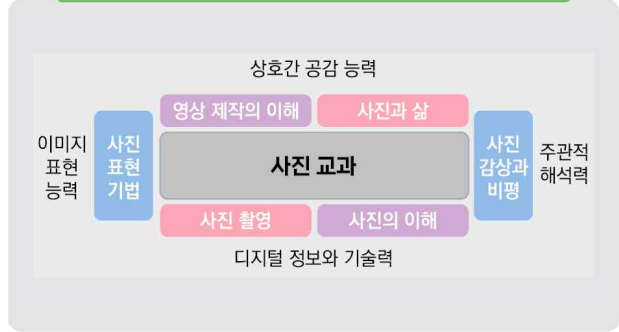 상호간 공감 능력
영상 제작의 이해
사진과 삶
이미지
표현
능력
사진
표현
기법
사진 교과
사진
감상과
비평
주관적
해석력
사진 촬영
사진의 이해
디지털 정보와 기술력